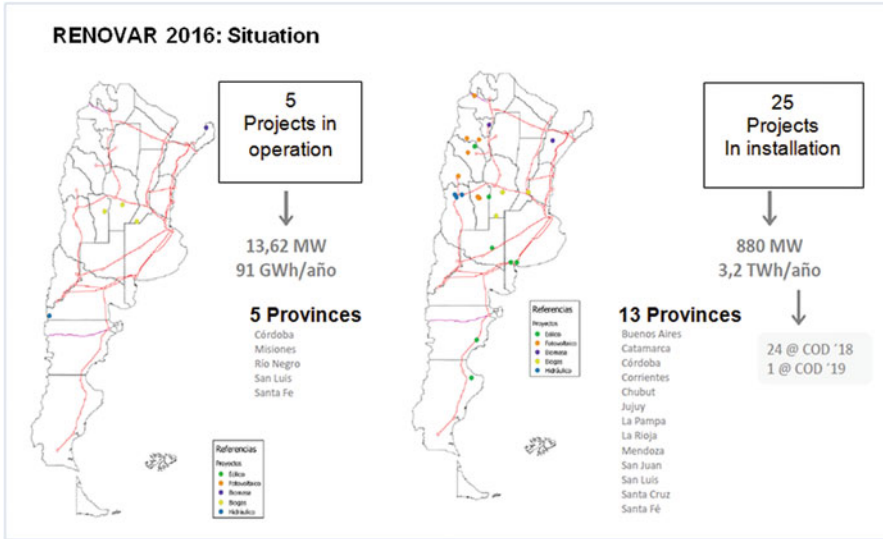 RENOVAR 2016: Situation
5
Projects in
operation
13,62 MW
91 GWh/año
5 Provinces
Córdoba
Misiones
Río Negro
San Luis
Santa Fe
Referencias
Proyectos
Eólico
Fotovoltaico
Biomasa
Biogas
Hidráulico
25
Projects
In installation
880 MW
3,2 TWh/año
24 @ COD ´18
1 @ COD ´19
13 Provinces
Buenos Aires
Catamarca
Córdoba
Corrientes
Chubut
Jujuy
La Pampa
La Rioja
Mendoza
San Juan
San Luis
Santa Cruz
Santa Fé
Referencias
Proyectos
Eólico
Fotovoltaico
Biomasa
Biogas
Hidráulico